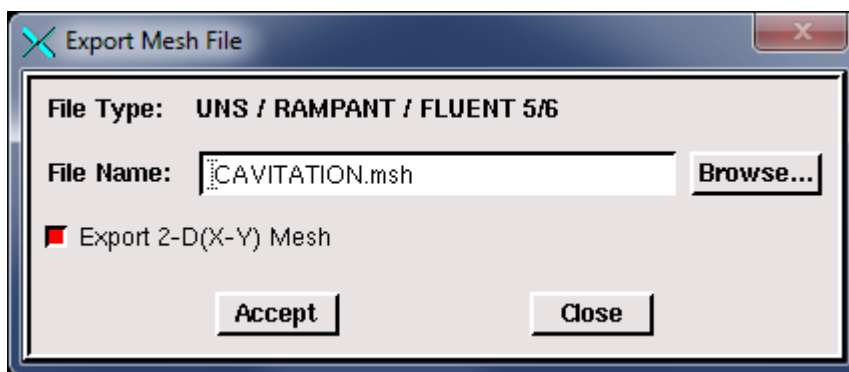 Export Mesh File
File Type: UNS / RAMPANT / FLUENT 5/6
File Name: CAVITATION.msh Browse...
Export 2-D(X-Y) Mesh
Accept Close